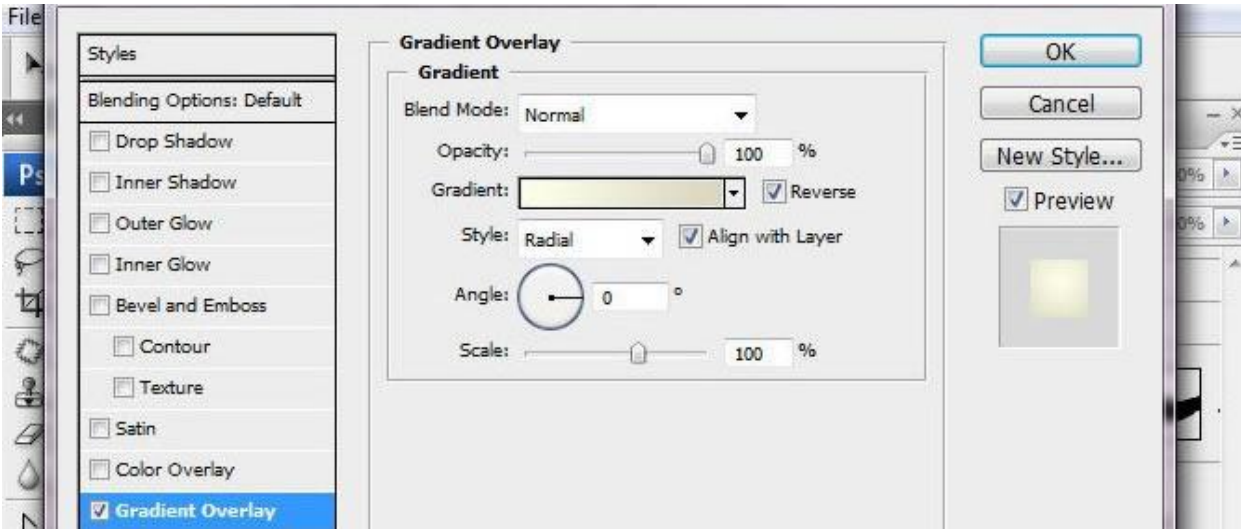 File
Styles
Blending Options: Default
Drop Shadow
Inner Shadow
Outer Glow
Inner Glow
Bevel and Emboss
Contour
Texture
Satin
Color Overlay
Gradient Overlay
Gradient Overlay
Gradient
Blend Mode: Normal
Opacity: 100 %
Gradient: Reverse
Style: Radial Align with Layer
Angle: 0 °
Scale: 100 %
OK
Cancel
New Style...
Preview
Ps
0%
0%